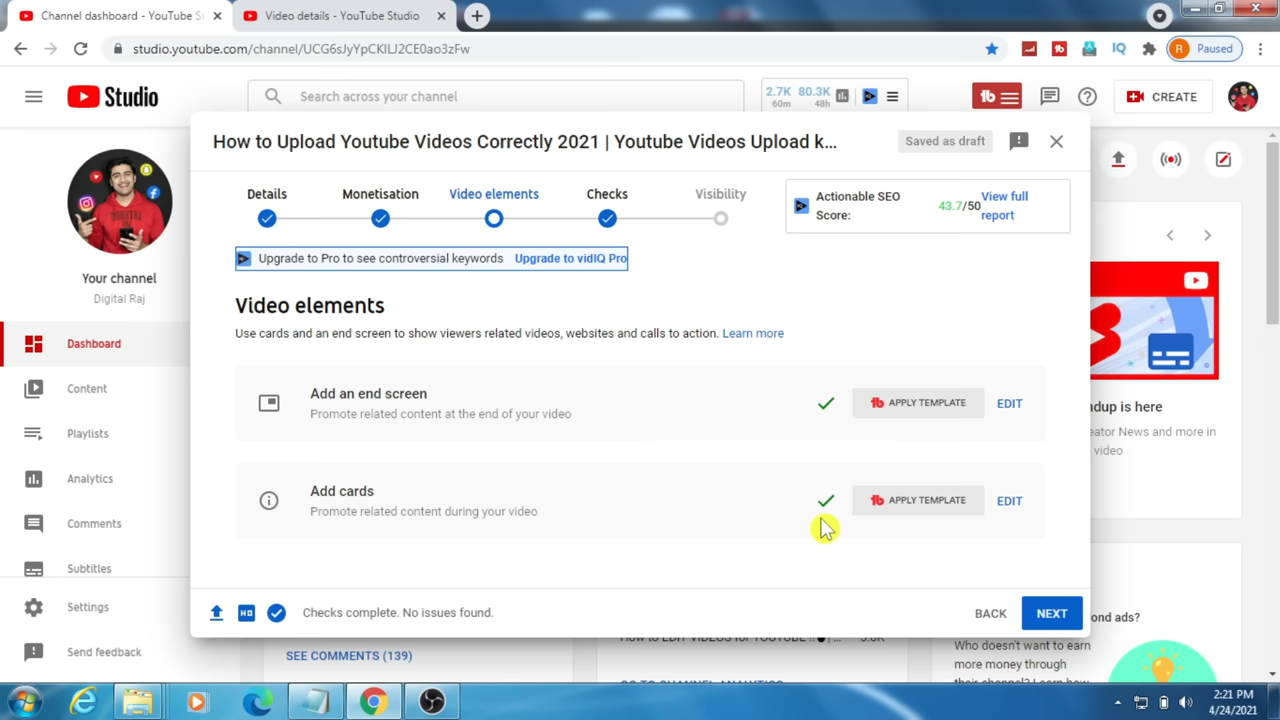 Channel dashboard - YouTube S
Video details - YouTube Studio
studio.youtube.com/channel/UCG6sJyYpCKILJ2CE0ao3zFw
IQ
R Paused
Studio
Search across your channel
2.7K 80.3K
60m 48h
tb
CREATE
How to Upload Youtube Videos Correctly 2021 | Youtube Videos Upload k...
Saved as draft
Details
Monetisation
Video elements
Checks
Visibility
Actionable SEO Score:
43.7/50
View full report
Upgrade to Pro to see controversial keywords Upgrade to vidIQ Pro
Video elements
Use cards and an end screen to show viewers related videos, websites and calls to action. Learn more
Add an end screen
Promote related content at the end of your video
tb APPLY TEMPLATE
EDIT
Add cards
Promote related content during your video
tb APPLY TEMPLATE
EDIT
HD
Checks complete. No issues found.
BACK
NEXT
Your channel
Digital Raj
Dashboard
Content
Playlists
Analytics
Comments
Subtitles
Settings
Send feedback
ndup is here
eator News and more in
video
ond ads?
Who doesn't want to earn
more money through
SEE COMMENTS (139)
2:21 PM
4/24/2021